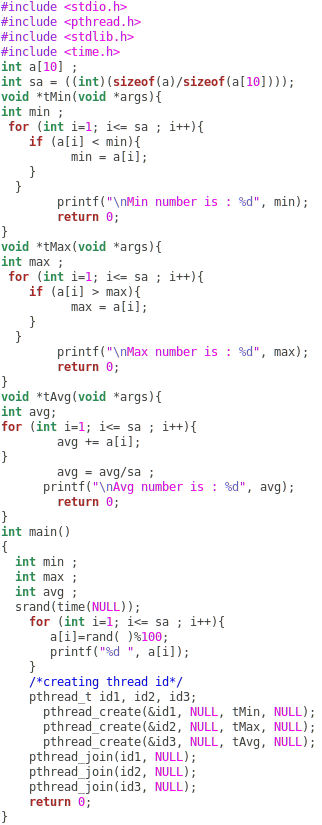 #include <stdio.h>
#include <pthread.h>
#include <stdlib.h>
#include <time.h>
int a[10] ;
int sa = ((int)(sizeof(a)/sizeof(a[10])));
void *tMin(void *args){
int min ;
 for (int i=1; i<= sa ; i++){
    if (a[i] < min){
          min = a[i];
    }
  }
        printf("\nMin number is : %d", min);
        return 0;
}
void *tMax(void *args){
int max ;
 for (int i=1; i<= sa ; i++){
    if (a[i] > max){
          max = a[i];
    }
  }
        printf("\nMax number is : %d", max);
        return 0;
}
void *tAvg(void *args){
int avg;
for (int i=1; i<= sa ; i++){
        avg += a[i];
}
        avg = avg/sa ;
      printf("\nAvg number is : %d", avg);
        return 0;
}
int main()
{
  int min ;
  int max ;
  int avg ;
  srand(time(NULL));
    for (int i=1; i<= sa ; i++){
       a[i]=rand( )%100;
       printf("%d ", a[i]);
    }
    /*creating thread id*/
    pthread_t id1, id2, id3;
      pthread_create(&id1, NULL, tMin, NULL);
      pthread_create(&id2, NULL, tMax, NULL);
      pthread_create(&id3, NULL, tAvg, NULL);
    pthread_join(id1, NULL);
    pthread_join(id2, NULL);
    pthread_join(id3, NULL);
    return 0;
}